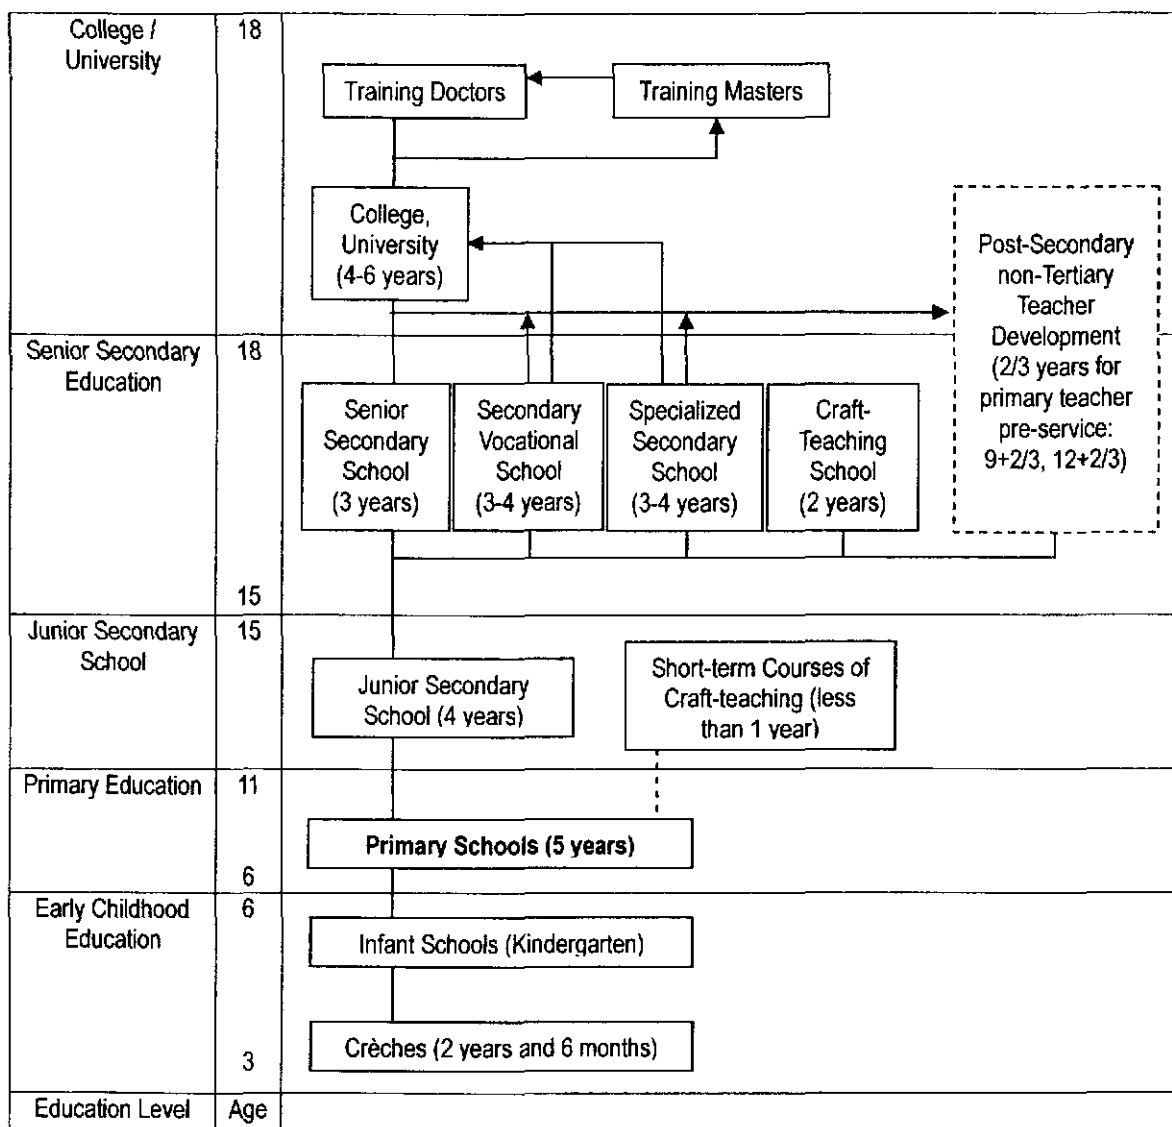 College /
University
18
Training Doctors
Training Masters
College,
University
(4-6 years)
Post-Secondary
non-Tertiary
Teacher
Development
(2/3 years for
primary teacher
pre-service:
9+2/3, 12+2/3)
Senior Secondary
Education
18
Senior
Secondary
School
(3 years)
Secondary
Vocational
School
(3-4 years)
Specialized
Secondary
School
(3-4 years)
Craft-
Teaching
School
(2 years)
15
Junior Secondary
School
15
Junior Secondary
School (4 years)
Short-term Courses of
Craft-teaching (less
than 1 year)
Primary Education
11
Primary Schools (5 years)
6
Early Childhood
Education
6
Infant Schools (Kindergarten)
Crèches (2 years and 6 months)
3
Education Level
Age